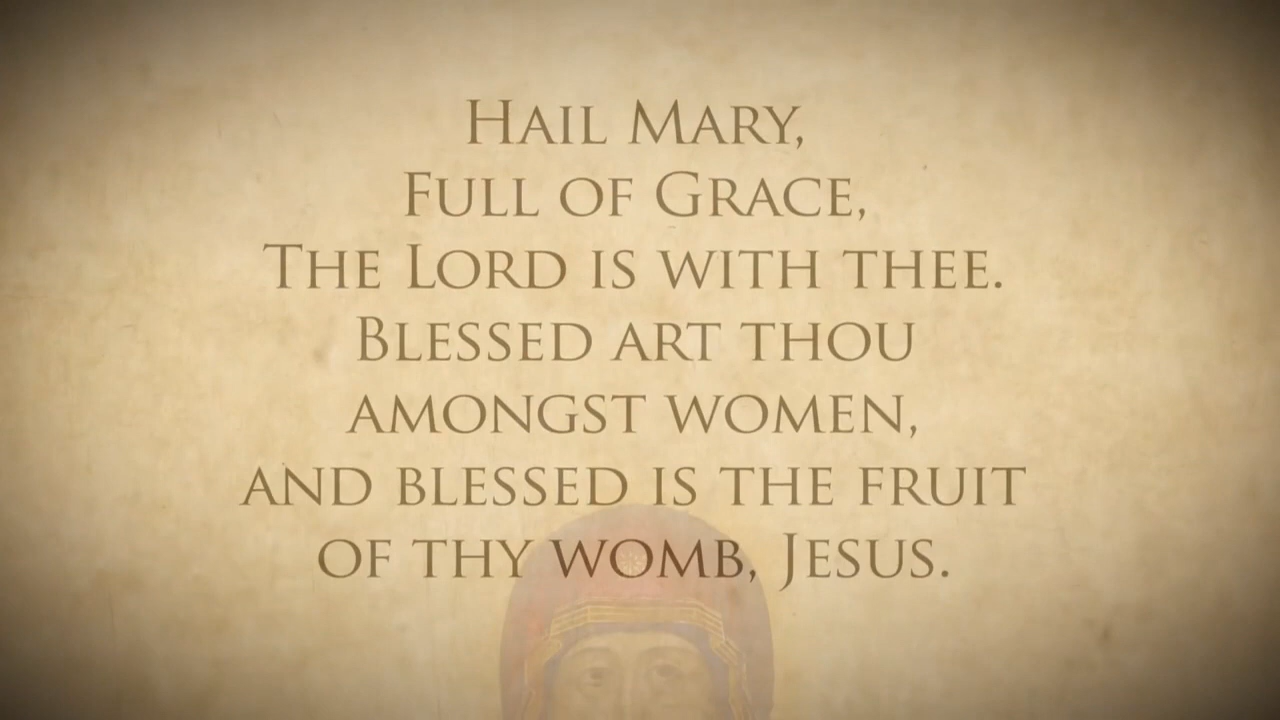 Hail Mary,
Full of Grace,
The Lord is with thee.
Blessed art thou
amongst women,
and blessed is the fruit
of thy womb, Jesus.